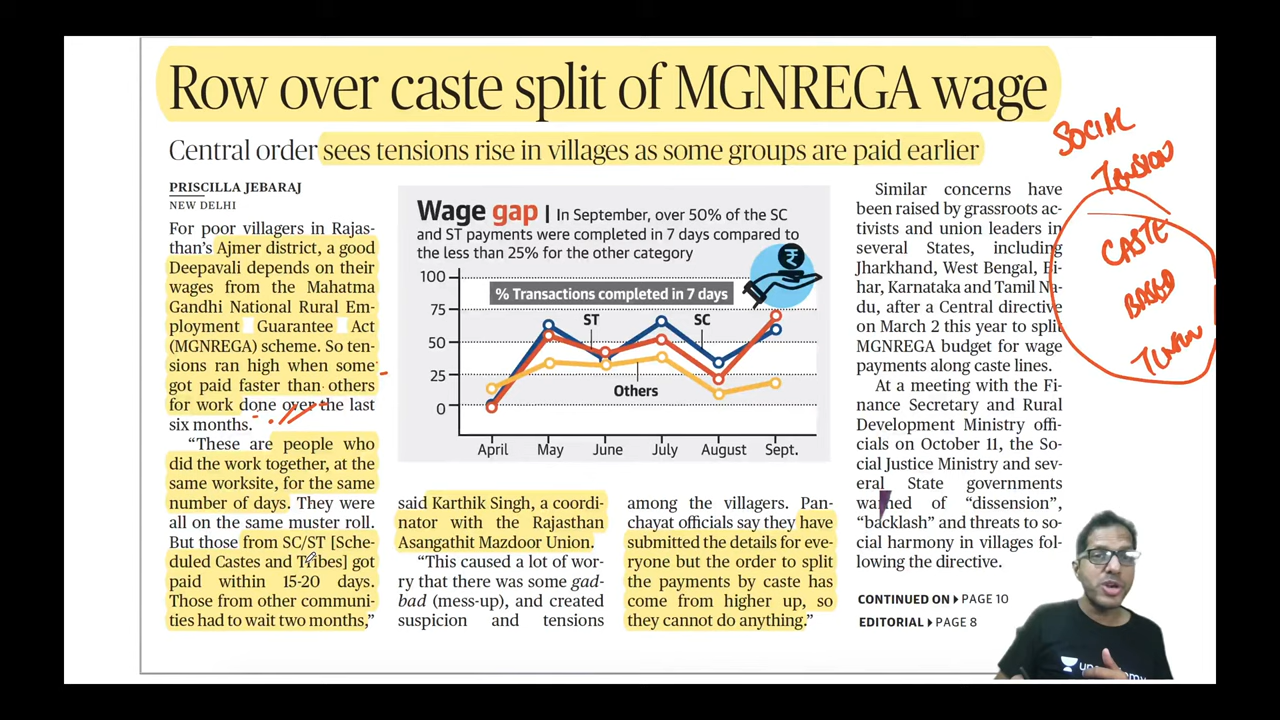 Row over caste split of MGNREGA wage
Central order sees tensions rise in villages as some groups are paid earlier
PRISCILLA JEBARAJ
NEW DELHI
For poor villagers in Rajas-
than's Ajmer district, a good
Deepavali depends on their
wages from the Mahatma
Gandhi National Rural Em-
ployment Guarantee Act
(MGNREGA) scheme. So ten-
sions ran high when some
got paid faster than others
for work done over the last
six months.
"These are people who
did the work together, at the
same worksite, for the same
number of days. They were
all on the same muster roll.
But those from SC/ST [Sche-
duled Castes and Tribes] got
paid within 15-20 days.
Those from other communi-
ties had to wait two months,"
Wage gap | In September, over 50% of the SC
and ST payments were completed in 7 days compared to
the less than 25% for the other category
% Transactions completed in 7 days
100
75
50
25
0
ST
SC
Others
April May June July August Sept.
said Karthik Singh, a coordi-
nator with the Rajasthan
Asangathit Mazdoor Union.
"This caused a lot of wor-
ry that there was some gad-
bad (mess-up), and created
suspicion and tensions
among the villagers. Pan-
chayat officials say they have
submitted the details for eve-
ryone but the order to split
the payments by caste has
come from higher up, so
they cannot do anything."
Similar concerns have
been raised by grassroots ac-
tivists and union leaders in
several States, including
Jharkhand, West Bengal, Bi-
har, Karnataka and Tamil Na-
du, after a Central directive
on March 2 this year to split
MGNREGA budget for wage
payments along caste lines.
At a meeting with the Fi-
nance Secretary and Rural
Development Ministry offi-
cials on October 11, the So-
cial Justice Ministry and sev-
eral State governments
warned of "dissension",
"backlash" and threats to so-
cial harmony in villages fol-
lowing the directive.
CONTINUED ON PAGE 10
EDITORIAL PAGE 8
SOCIAL
TENSION
CASTE
BASED